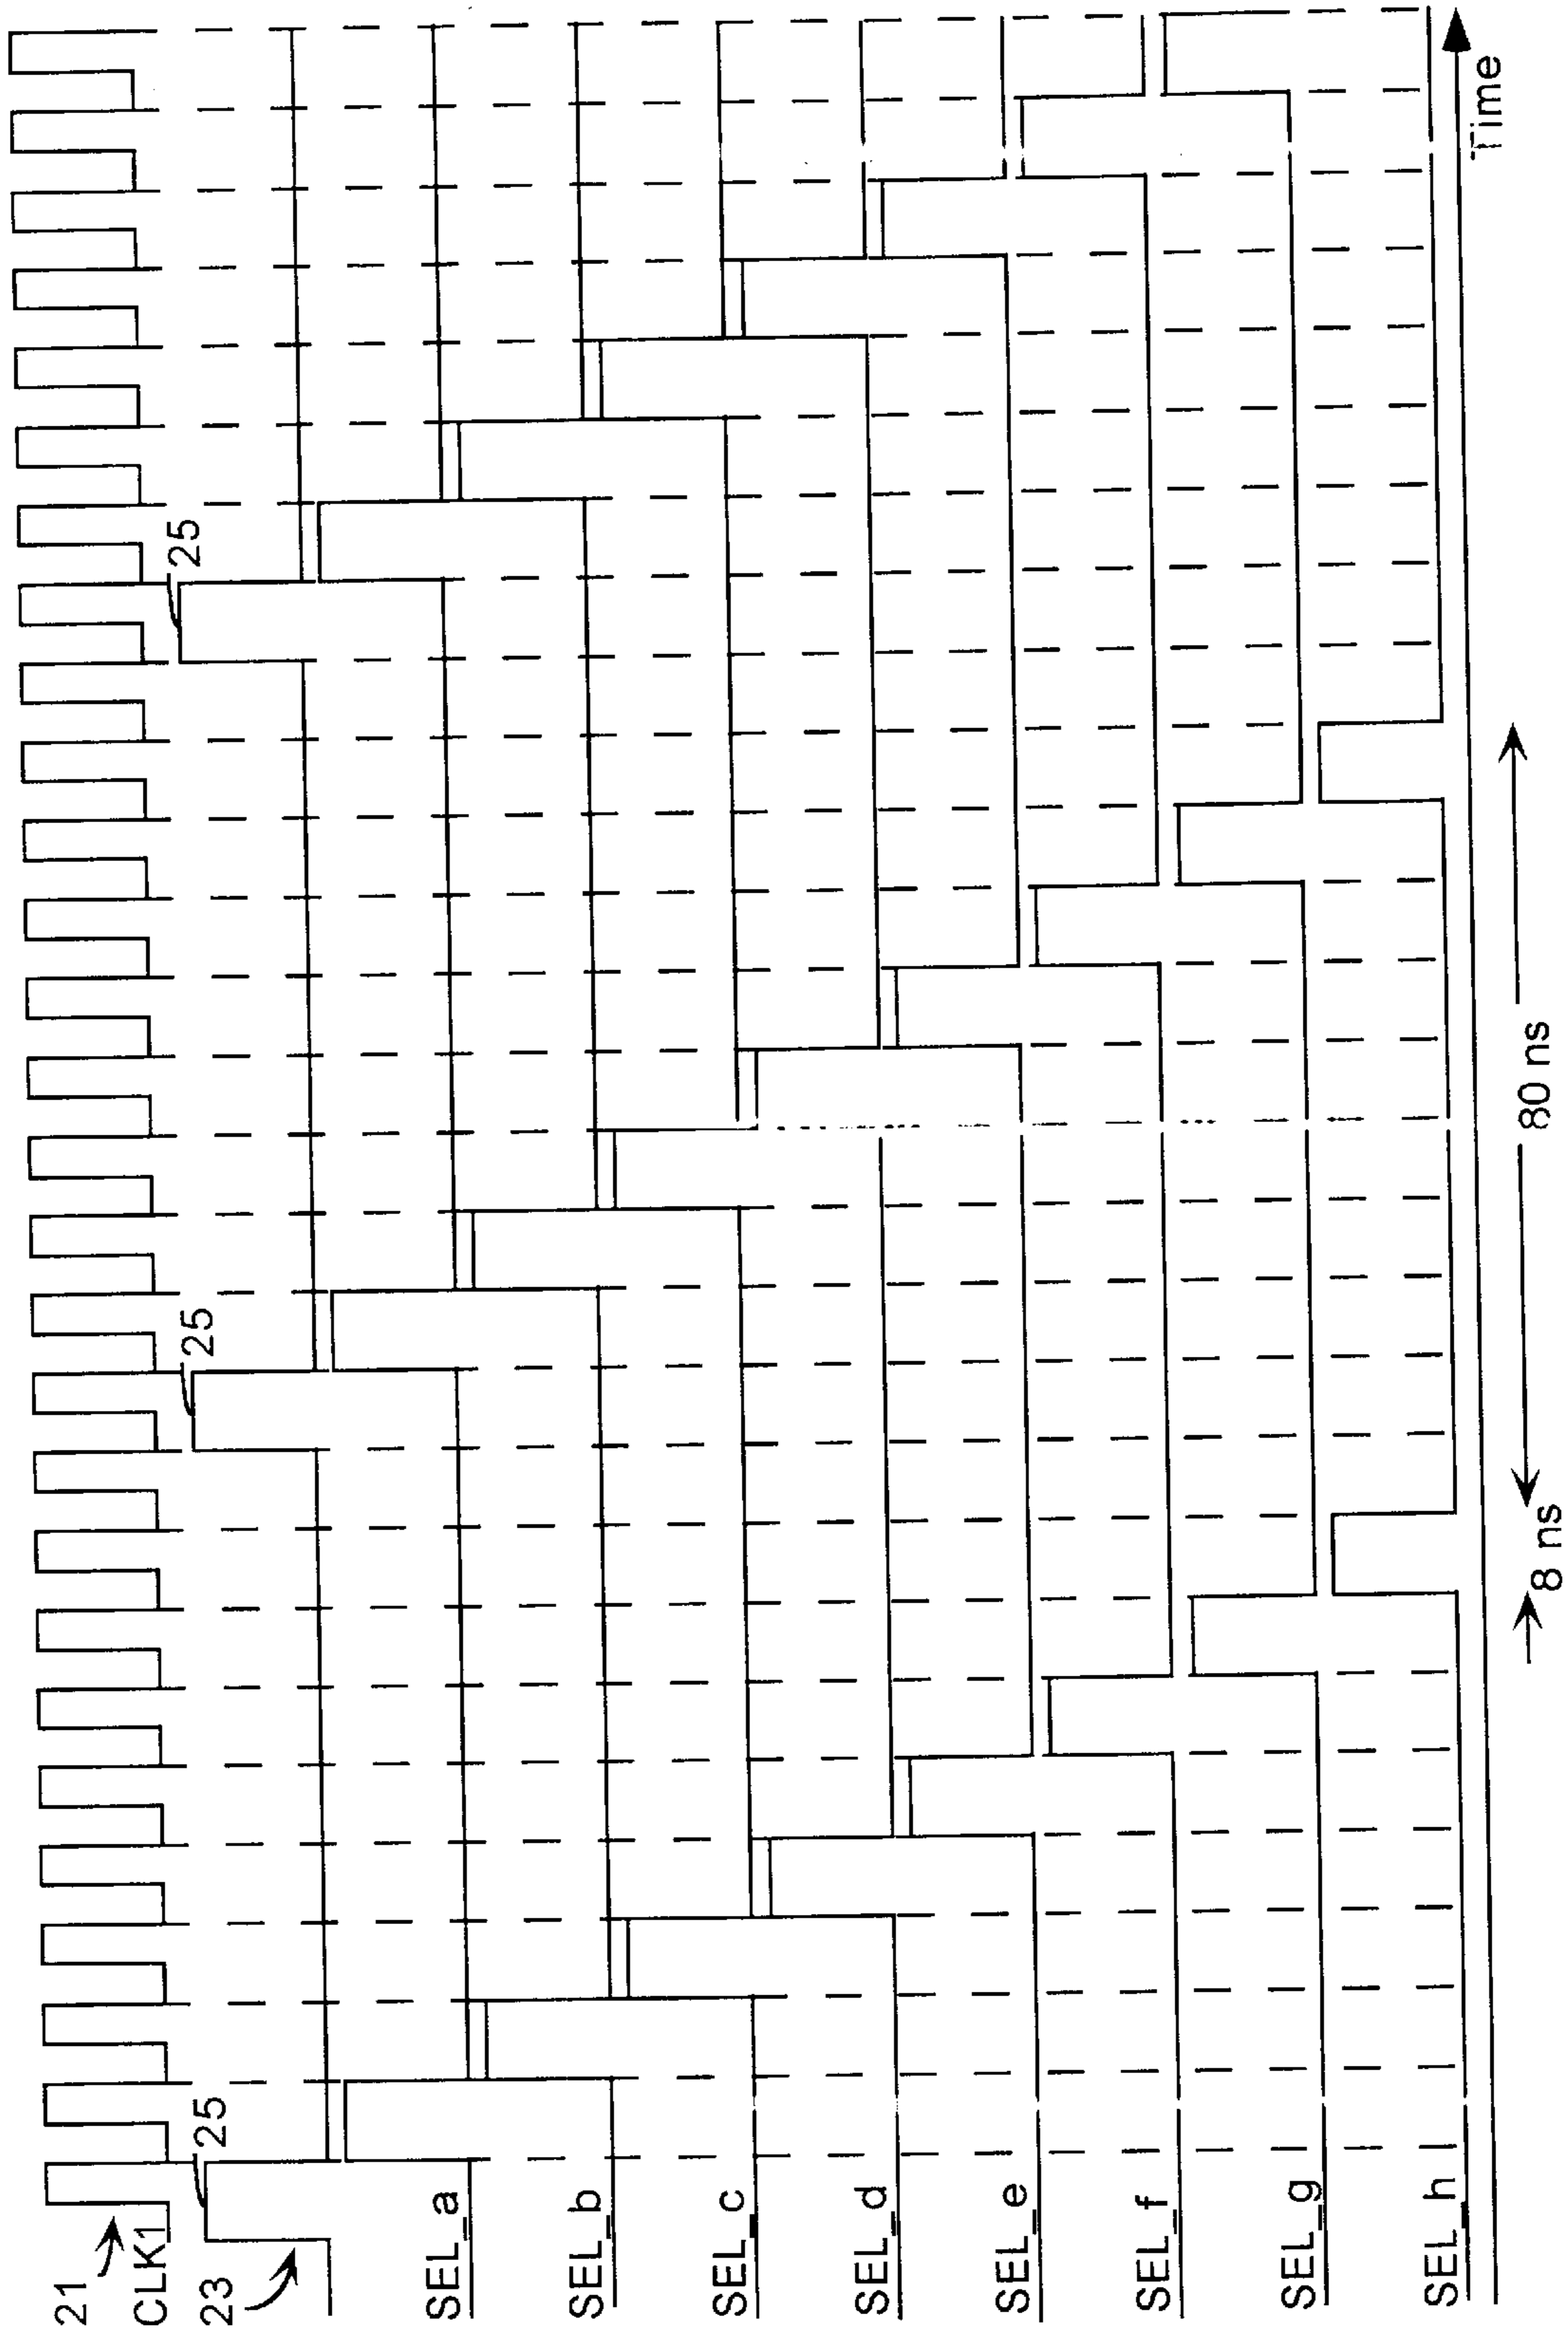 21
CLK1
23
25
25
25
SEL_a
SEL_b
SEL_c
SEL_d
SEL_e
SEL_f
SEL_g
SEL_h
8 ns
80 ns
Time